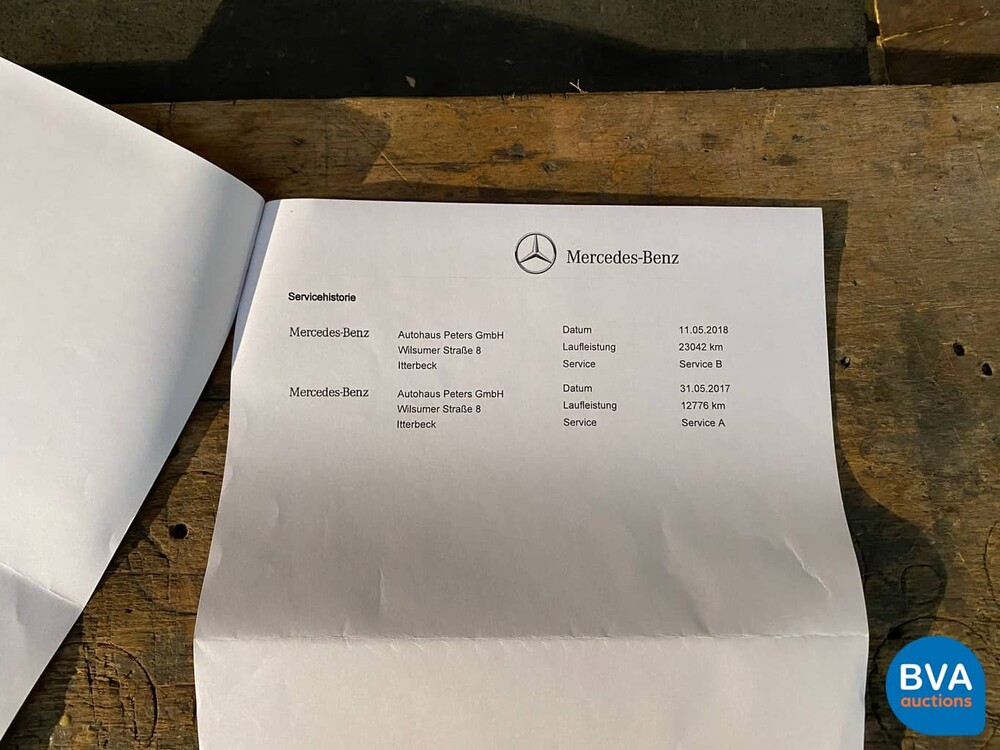 Mercedes-Benz
Servicehistorie
Mercedes-Benz Autohaus Peters GmbH Datum 11.05.2018
Wilsumer Straße 8 Laufleistung 23042 km
Itterbeck Service Service B
Mercedes-Benz Autohaus Peters GmbH Datum 31.05.2017
Wilsumer Straße 8 Laufleistung 12776 km
Itterbeck Service Service A
BVA
auctions